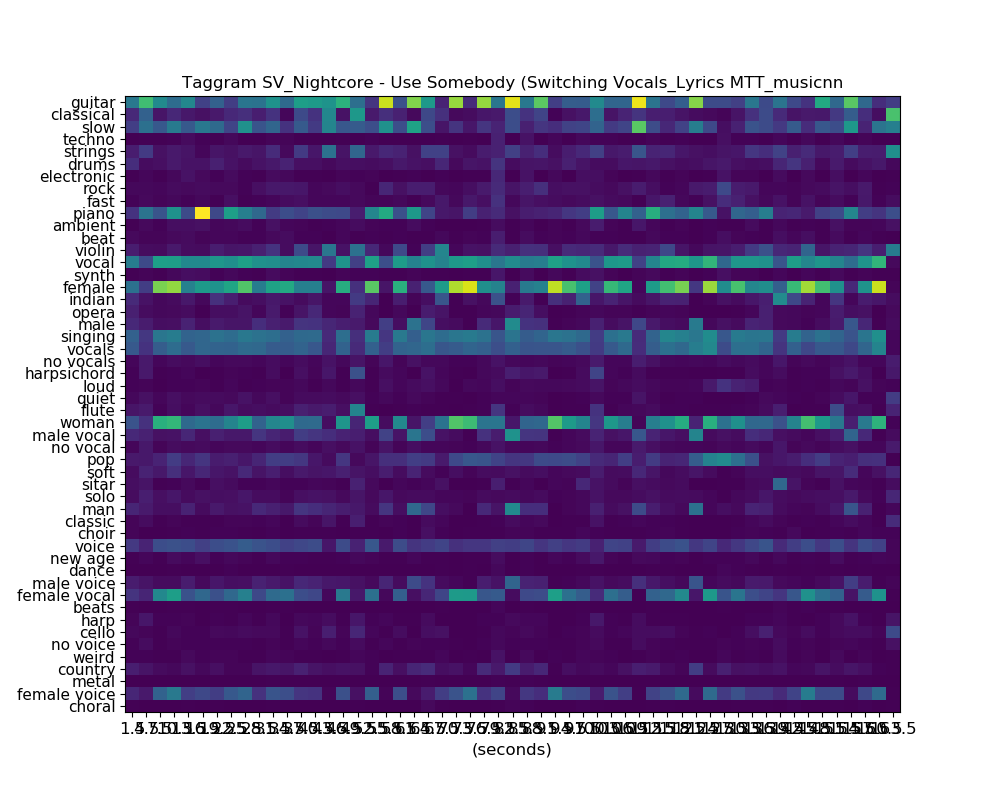 Taggram SV_Nightcore - Use Somebody (Switching Vocals_Lyrics MTT_musicnn
guitar
classical
slow
techno
strings
drums
electronic
rock
fast
piano
ambient
beat
violin
vocal
synth
female
indian
opera
male
singing
vocals
no vocals
harpsichord
loud
quiet
flute
woman
male vocal
no vocal
pop
soft
sitar
solo
man
classic
choir
voice
new age
dance
male voice
female vocal
beats
harp
cello
no voice
weird
country
metal
female voice
choral
(seconds)